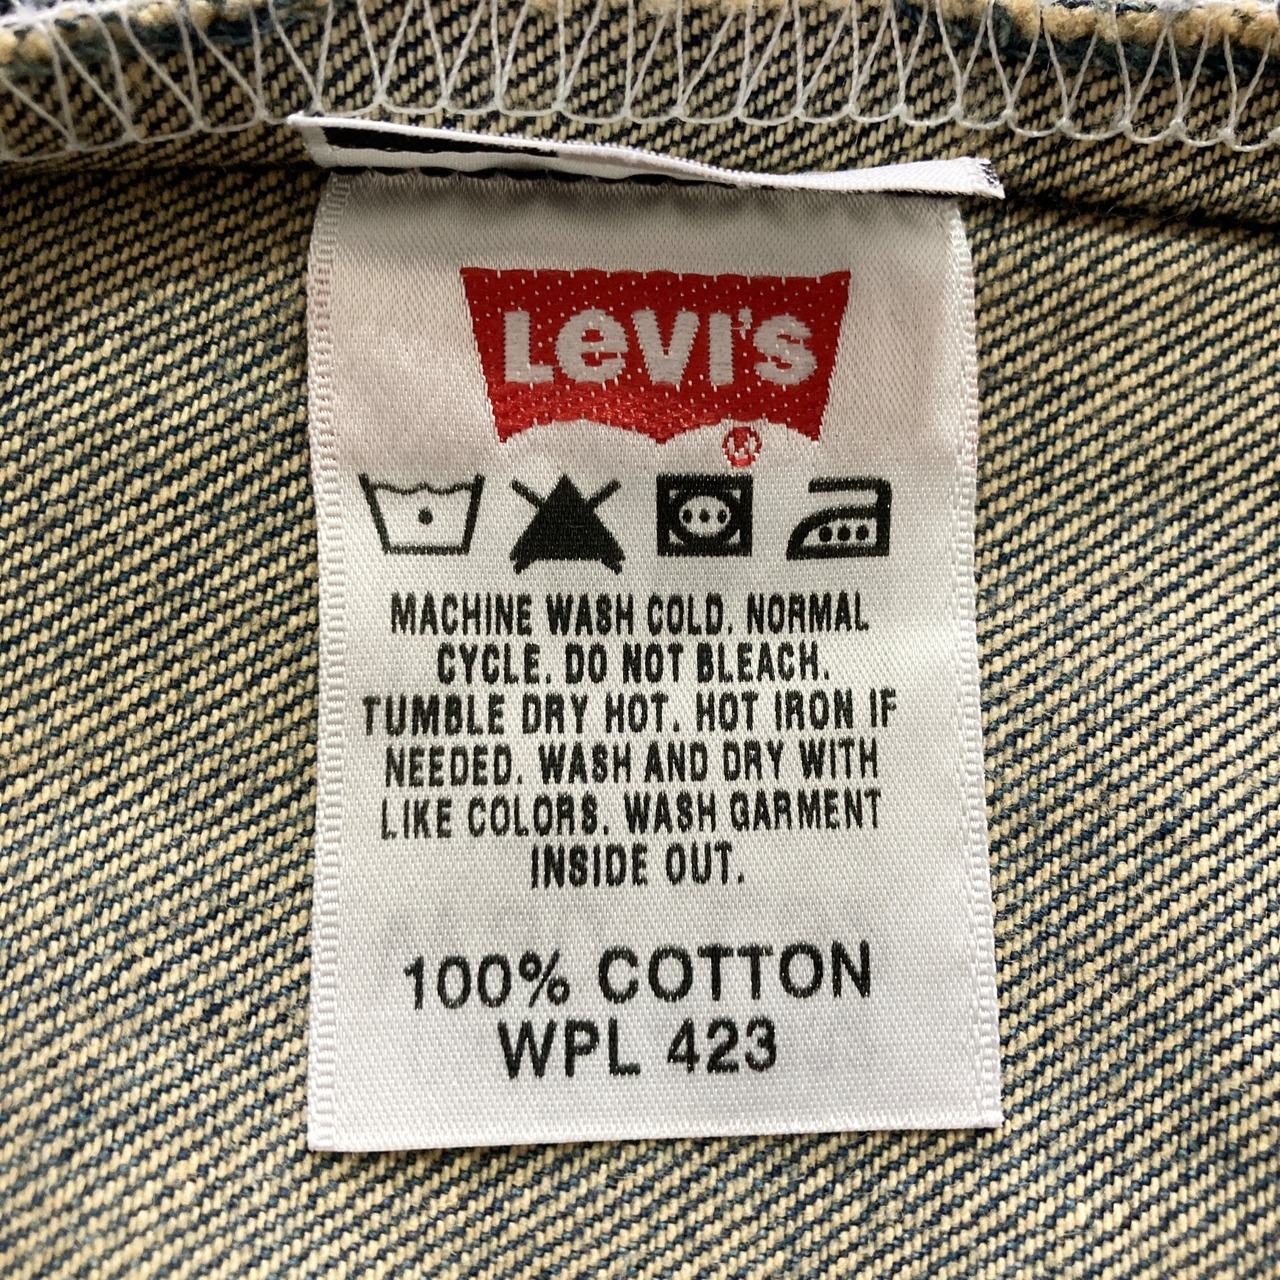 Levi's
®
MACHINE WASH COLD. NORMAL
CYCLE. DO NOT BLEACH.
TUMBLE DRY HOT. HOT IRON IF
NEEDED. WASH AND DRY WITH
LIKE COLORS. WASH GARMENT
INSIDE OUT.
100% COTTON
WPL 423